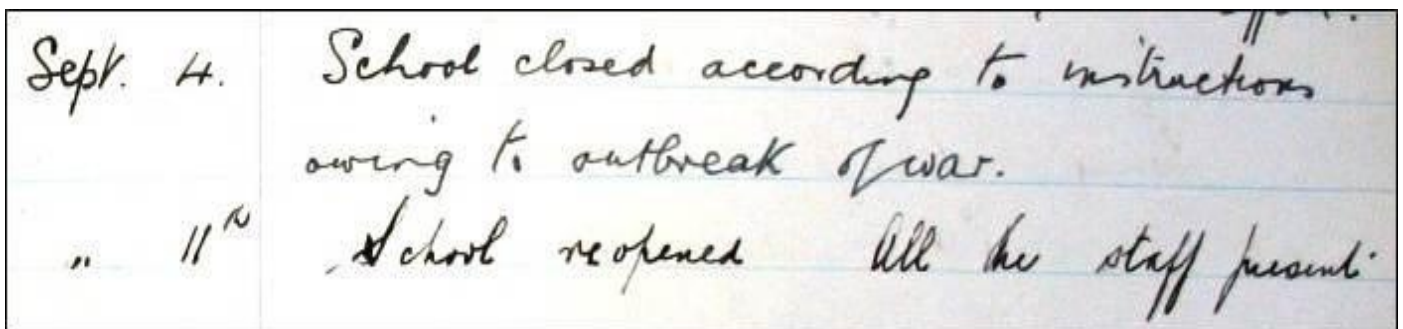 Sept. 4. School closed according to instructions
owing to outbreak of war.
" 11th School reopened All the staff present.